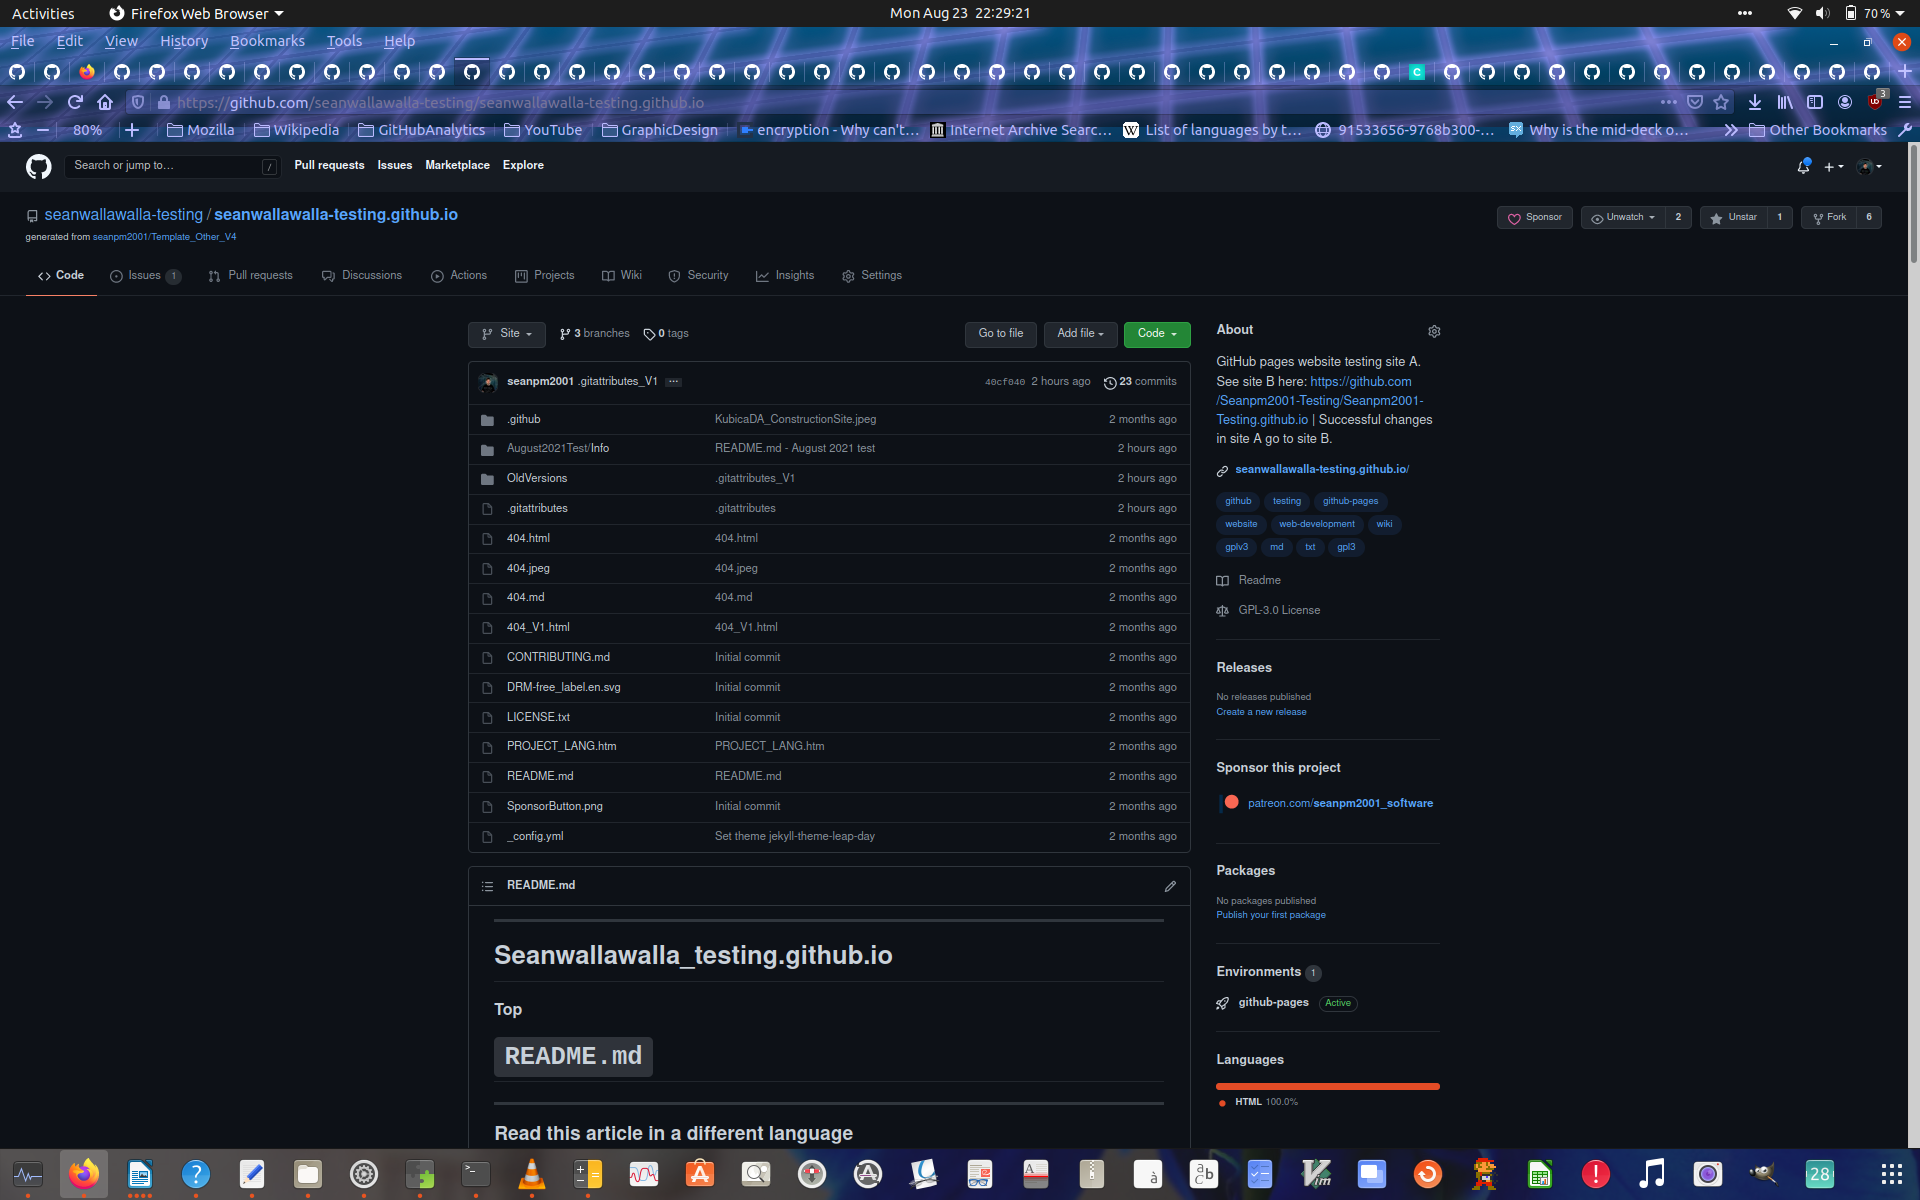 Activities Firefox Web Browser Mon Aug 23 22:29:21 70 %
File Edit View History Bookmarks Tools Help
https://github.com/seanwallawalla-testing/seanwallawalla-testing.github.io 3
80% Mozilla Wikipedia GitHubAnalytics YouTube GraphicDesign encryption - Why can't… Internet Archive Searc… List of languages by t… 91533656-9768b300-… Why is the mid-deck o… Other Bookmarks
Search or jump to… / Pull requests Issues Marketplace Explore
seanwallawalla-testing / seanwallawalla-testing.github.io Sponsor Unwatch 2 Unstar 1 Fork 6
generated from seanpm2001/Template_Other_V4
Code Issues 1 Pull requests Discussions Actions Projects Wiki Security Insights Settings
Site 3 branches 0 tags Go to file Add file Code
seanpm2001 .gitattributes_V1 ... 40cf040 2 hours ago 23 commits
.github KubicaDA_ConstructionSite.jpeg 2 months ago
August2021Test/Info README.md - August 2021 test 2 hours ago
OldVersions .gitattributes_V1 2 hours ago
.gitattributes .gitattributes 2 hours ago
404.html 404.html 2 months ago
404.jpeg 404.jpeg 2 months ago
404.md 404.md 2 months ago
404_V1.html 404_V1.html 2 months ago
CONTRIBUTING.md Initial commit 2 months ago
DRM-free_label.en.svg Initial commit 2 months ago
LICENSE.txt Initial commit 2 months ago
PROJECT_LANG.htm PROJECT_LANG.htm 2 months ago
README.md README.md 2 months ago
SponsorButton.png Initial commit 2 months ago
_config.yml Set theme jekyll-theme-leap-day 2 months ago
README.md
Seanwallawalla_testing.github.io
Top
README.md
Read this article in a different language
About
GitHub pages website testing site A.
See site B here: https://github.com
/Seanpm2001-Testing/Seanpm2001-
Testing.github.io | Successful changes
in site A go to site B.
seanwallawalla-testing.github.io/
github testing github-pages
website web-development wiki
gplv3 md txt gpl3
Readme
GPL-3.0 License
Releases
No releases published
Create a new release
Sponsor this project
patreon.com/seanpm2001_software
Packages
No packages published
Publish your first package
Environments 1
github-pages Active
Languages
HTML 100.0%
28